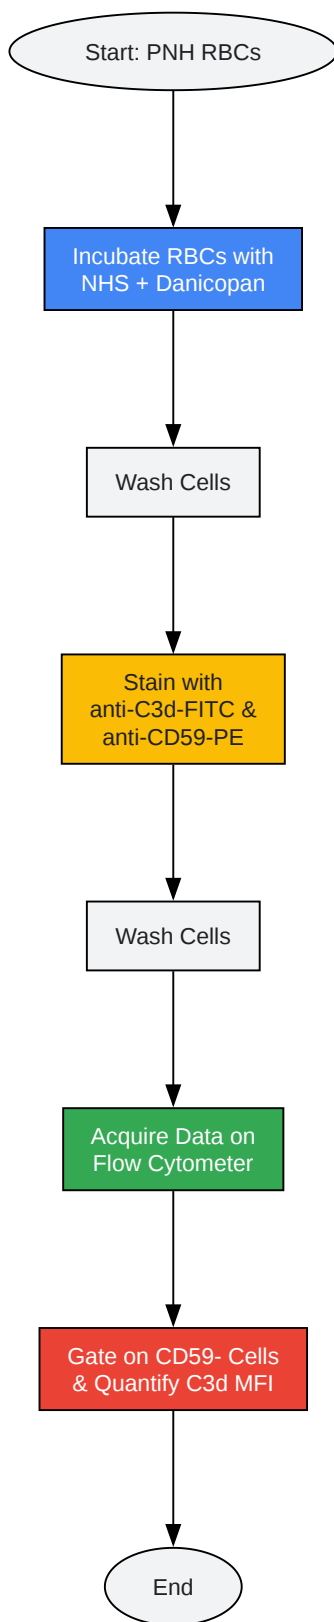 Start: PNH RBCs
Incubate RBCs with
NHS + Danicopan
Wash Cells
Stain with
anti-C3d-FITC &
anti-CD59-PE
Wash Cells
Acquire Data on
Flow Cytometer
Gate on CD59- Cells
& Quantify C3d MFI
End